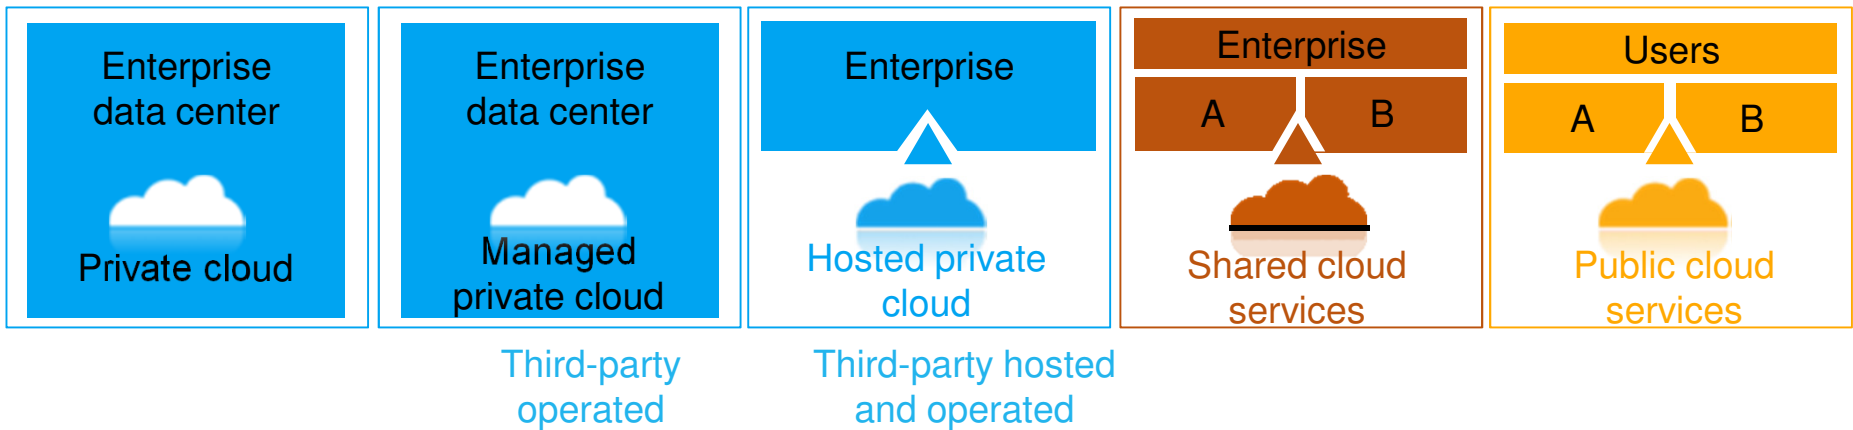 Enterprise
data center
Private cloud
Enterprise
data center
Managed
private cloud
Third-party
operated
Enterprise
Hosted private
cloud
Third-party hosted
and operated
Enterprise
A B
Shared cloud
services
Users
A B
Public cloud
services